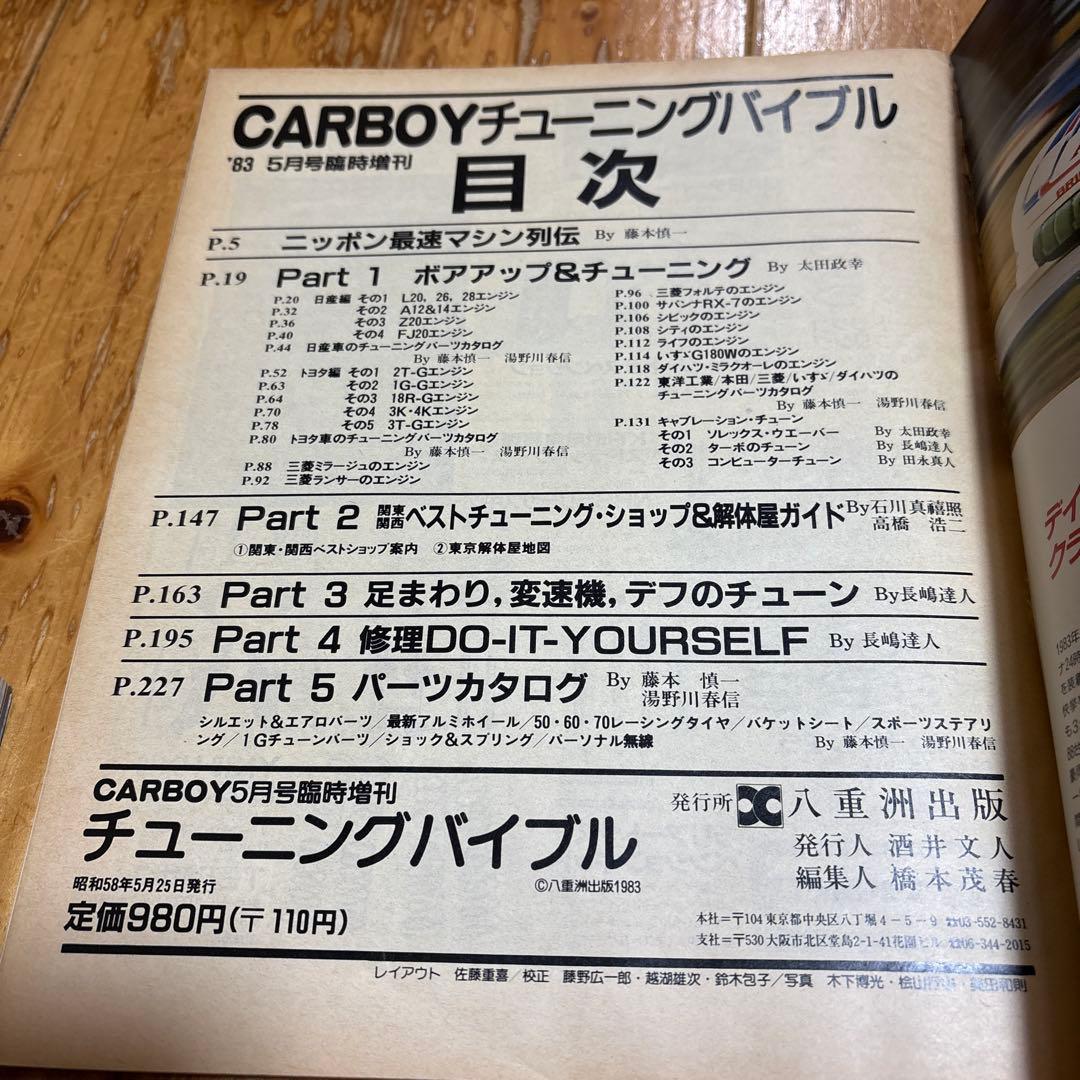 CARBOYチューニングバイブル
'83 5月号臨時増刊
目次
P.5 ニッポン最速マシン列伝 By 藤本慎一
P.19 Part 1 ボアアップ&チューニング By 太田政幸
P.20 日産編 その1 L20, 26, 28エンジン
P.32 その2 A12&14エンジン
P.36 その3 Z20エンジン
P.40 その4 FJ20エンジン
P.44 日産車のチューニングパーツカタログ
By 藤本慎一 湯野川春信
P.52 トヨタ編 その1 2T-Gエンジン
P.63 その2 1G-Gエンジン
P.64 その3 18R-Gエンジン
P.70 その4 3K・4Kエンジン
P.78 その5 3T-Gエンジン
P.80 トヨタ車のチューニングパーツカタログ
By 藤本慎一 湯野川春信
P.88 三菱ミラージュのエンジン
P.92 三菱ランサーのエンジン
P.96 三菱フォルテのエンジン
P.100 サバンナRX-7のエンジン
P.106 シビックのエンジン
P.108 シティのエンジン
P.112 ライフのエンジン
P.114 いすゞG180Wのエンジン
P.118 ダイハツ・ミラクオーレのエンジン
P.122 東洋工業/本田/三菱/いすゞ/ダイハツの
チューニングパーツカタログ
By 藤本慎一 湯野川春信
P.131 キャブレーション・チューン
その1 ソレックス・ウエーバー By 太田政幸
その2 ターボのチューン By 長嶋達人
その3 コンピューターチューン By 田永真人
P.147 Part 2 関東関西ベストチューニング・ショップ&解体屋ガイド By 石川真禧照
高橋 浩二
①関東・関西ベストショップ案内 ②東京解体屋地図
P.163 Part 3 足まわり, 変速機, デフのチューン By 長嶋達人
P.195 Part 4 修理DO-IT-YOURSELF By 長嶋達人
P.227 Part 5 パーツカタログ By 藤本 慎一
湯野川春信
シルエット&エアロパーツ/最新アルミホイール/50・60・70レーシングタイヤ/バケットシート/スポーツステアリ
ング/1Gチューンパーツ/ショック&スプリング/パーソナル無線 By 藤本慎一 湯野川春信
CARBOY5月号臨時増刊
チューニングバイブル
昭和58年5月25日発行 ©八重洲出版1983
定価980円(〒110円)
発行所 八重洲出版
発行人 酒井文人
編集人 橋本茂春
本社=〒104東京都中央区八丁堀4-5-9 ☎03-552-8431
支社=〒530大阪市北区堂島2-1-41花園ビル ☎06-344-2015
レイアウト 佐藤重喜/校正 藤野広一郎・越湖雄次・鈴木包子/写真 木下博光・桧山
デイ
クラ
1983年
ナ24時
を装着
快挙
も3